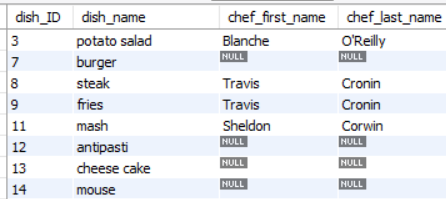 dish_ID dish_name chef_first_name chef_last_name
3 potato salad Blanche O'Reilly
7 burger NULL NULL
8 steak Travis Cronin
9 fries Travis Cronin
11 mash Sheldon Corwin
12 antipasti NULL NULL
13 cheese cake NULL NULL
14 mouse NULL NULL